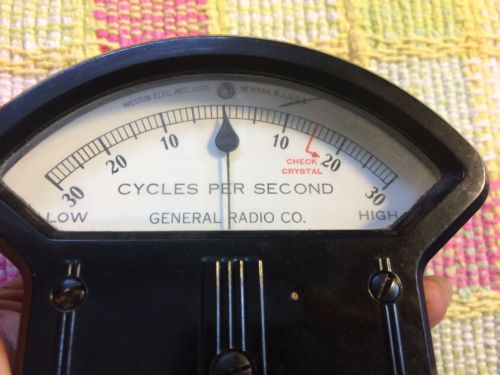 WESTON ELEC. INST. CORP. NEWARK, N.J., U.S.A.
30 20 10 10 20 30
CHECK
CRYSTAL
CYCLES PER SECOND
LOW GENERAL RADIO CO. HIGH